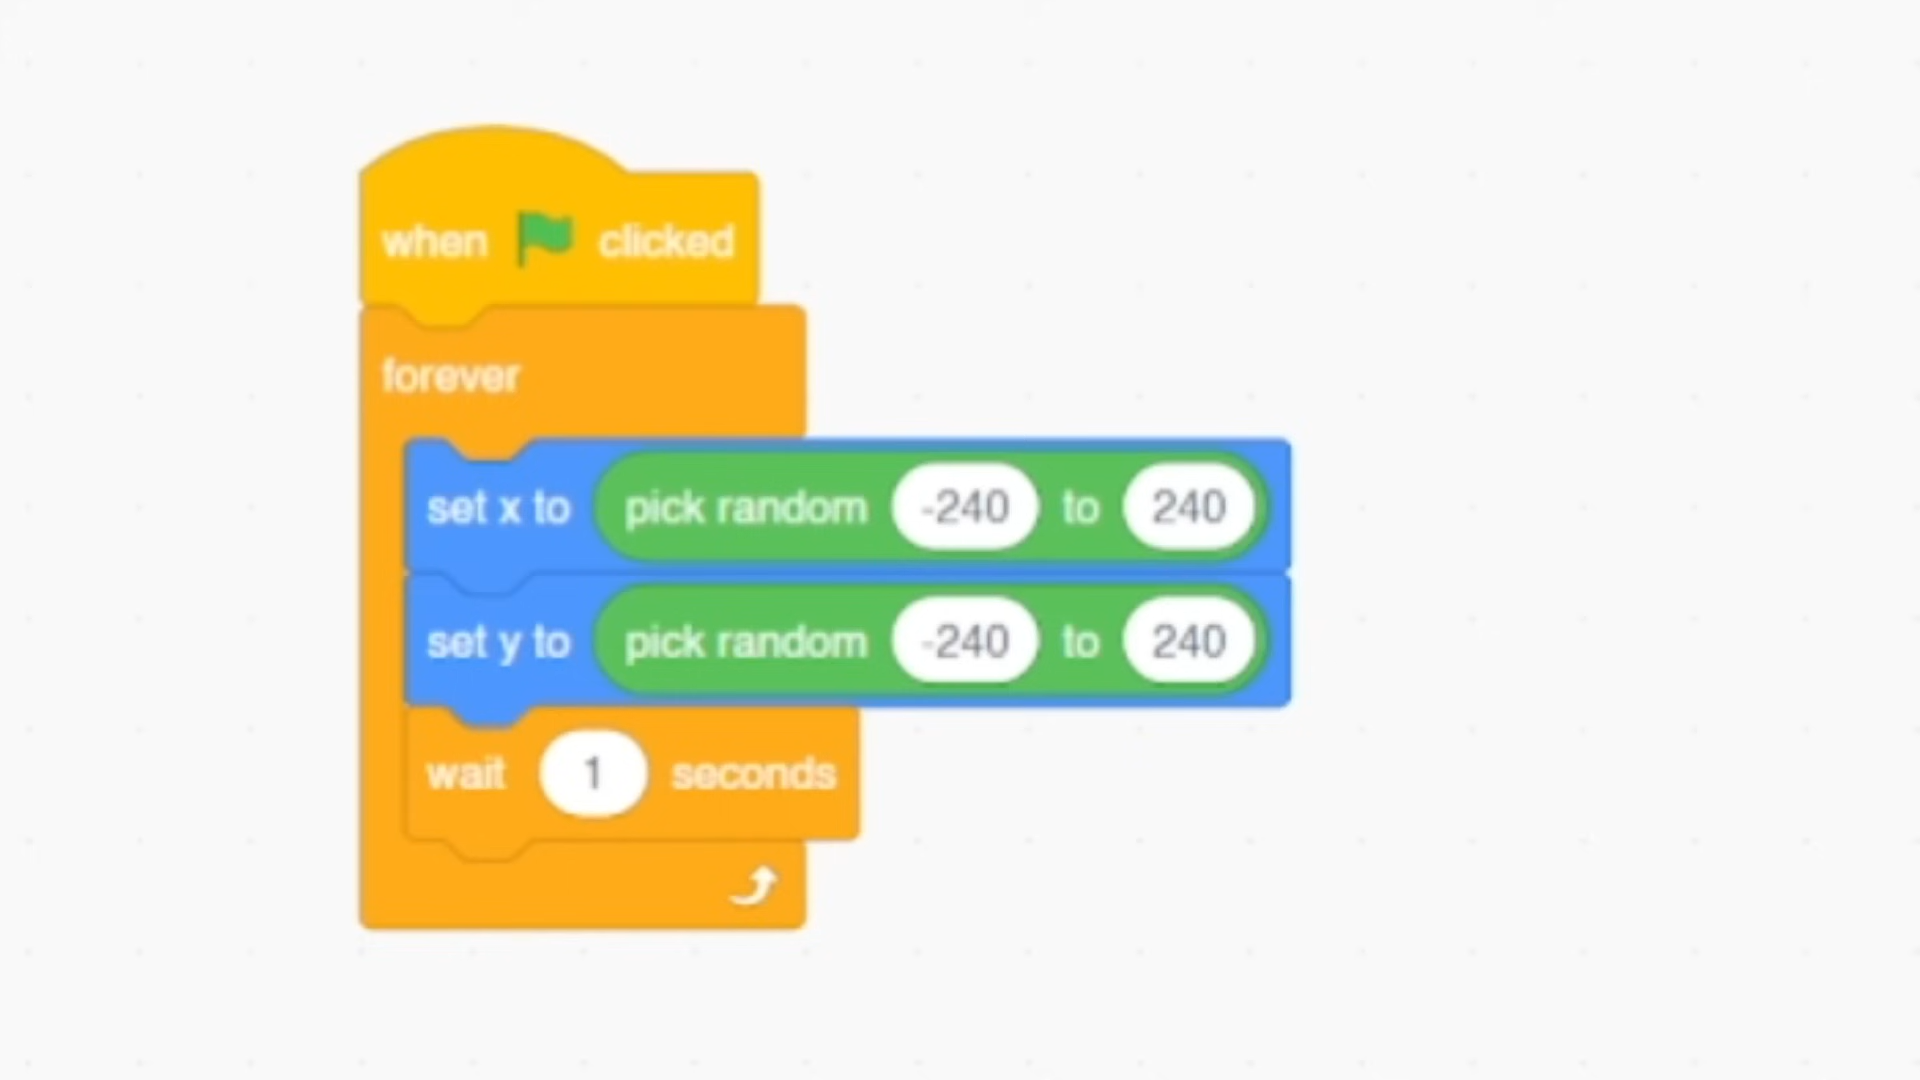 when clicked
forever
set x to pick random -240 to 240
set y to pick random -240 to 240
wait 1 seconds